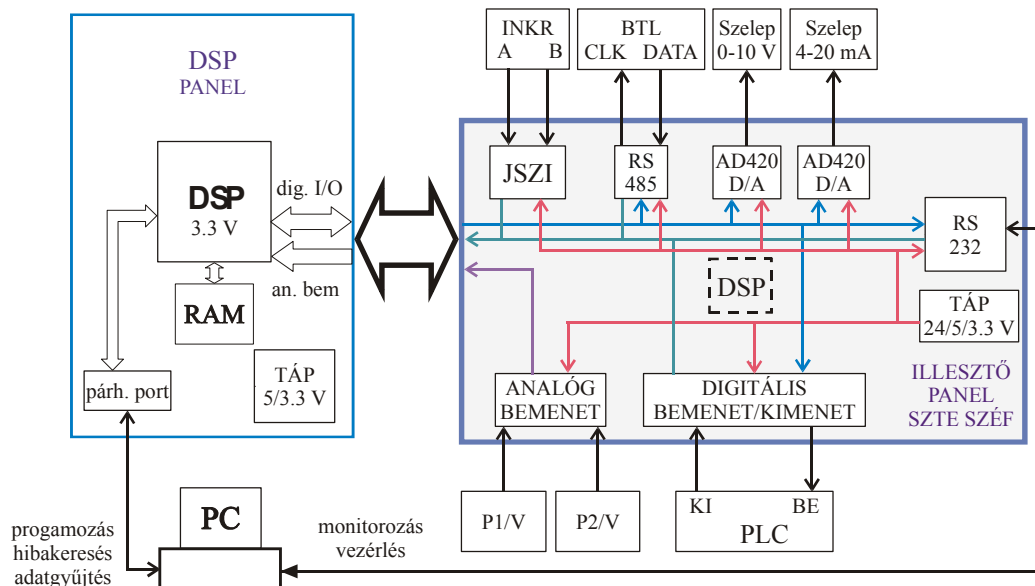 DSP
PANEL
DSP
3.3 V
dig. I/O
an. bem
RAM
TÁP
5/3.3 V
párh. port
PC
progamozás
hibakeresés
adatgyűjtés
monitorozás
vezérlés
INKR
A B
BTL
CLK DATA
Szelep
0-10 V
Szelep
4-20 mA
JSZI
RS
485
AD420
D/A
AD420
D/A
RS
232
DSP
TÁP
24/5/3.3 V
ANALÓG
BEMENET
DIGITÁLIS
BEMENET/KIMENET
ILLESZTŐ
PANEL
SZTE SZÉF
P1/V
P2/V
KI BE
PLC